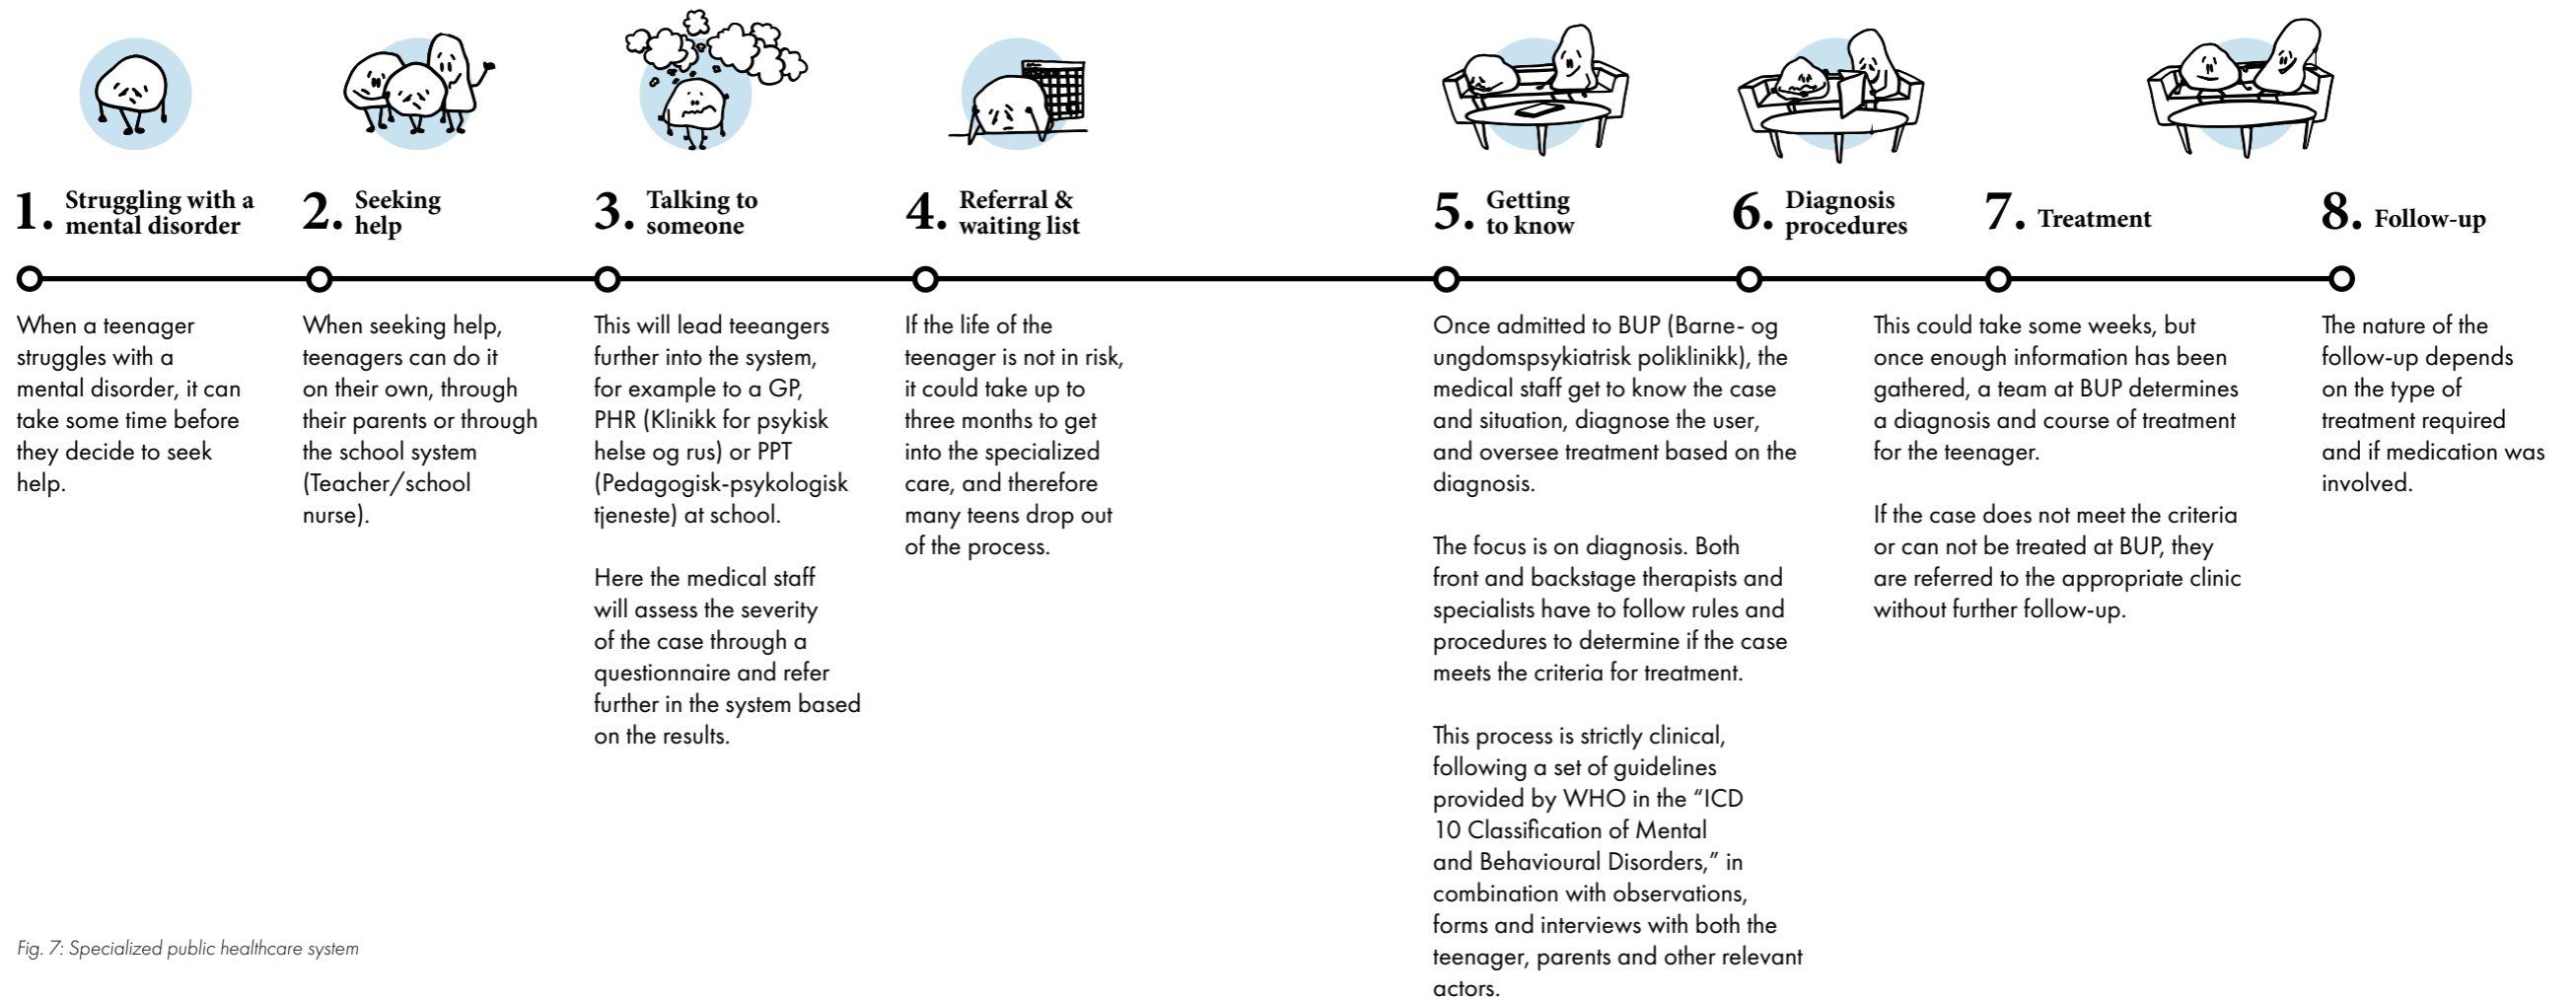 1. Struggling with a
mental disorder
When a teenager
struggles with a
mental disorder, it can
take some time before
they decide to seek
help.
2. Seeking
help
When seeking help,
teenagers can do it
on their own, through
their parents or through
the school system
(Teacher/school
nurse).
3. Talking to
someone
This will lead teeangers
further into the system,
for example to a GP,
PHR (Klinikk for psykisk
helse og rus) or PPT
(Pedagogisk-psykologisk
tjeneste) at school.
Here the medical staff
will assess the severity
of the case through a
questionnaire and refer
further in the system based
on the results.
4. Referral &
waiting list
If the life of the
teenager is not in risk,
it could take up to
three months to get
into the specialized
care, and therefore
many teens drop out
of the process.
5. Getting
to know
6. Diagnosis
procedures
Once admitted to BUP (Barne- og
ungdomspsykiatrisk poliklinikk), the
medical staff get to know the case
and situation, diagnose the user,
and oversee treatment based on the
diagnosis.
The focus is on diagnosis. Both
front and backstage therapists and
specialists have to follow rules and
procedures to determine if the case
meets the criteria for treatment.
This process is strictly clinical,
following a set of guidelines
provided by WHO in the “ICD
10 Classification of Mental
and Behavioural Disorders,” in
combination with observations,
forms and interviews with both the
teenager, parents and other relevant
actors.
7. Treatment
This could take some weeks, but
once enough information has been
gathered, a team at BUP determines
a diagnosis and course of treatment
for the teenager.
If the case does not meet the criteria
or can not be treated at BUP, they
are referred to the appropriate clinic
without further follow-up.
8. Follow-up
The nature of the
follow-up depends
on the type of
treatment required
and if medication was
involved.
Fig. 7: Specialized public healthcare system